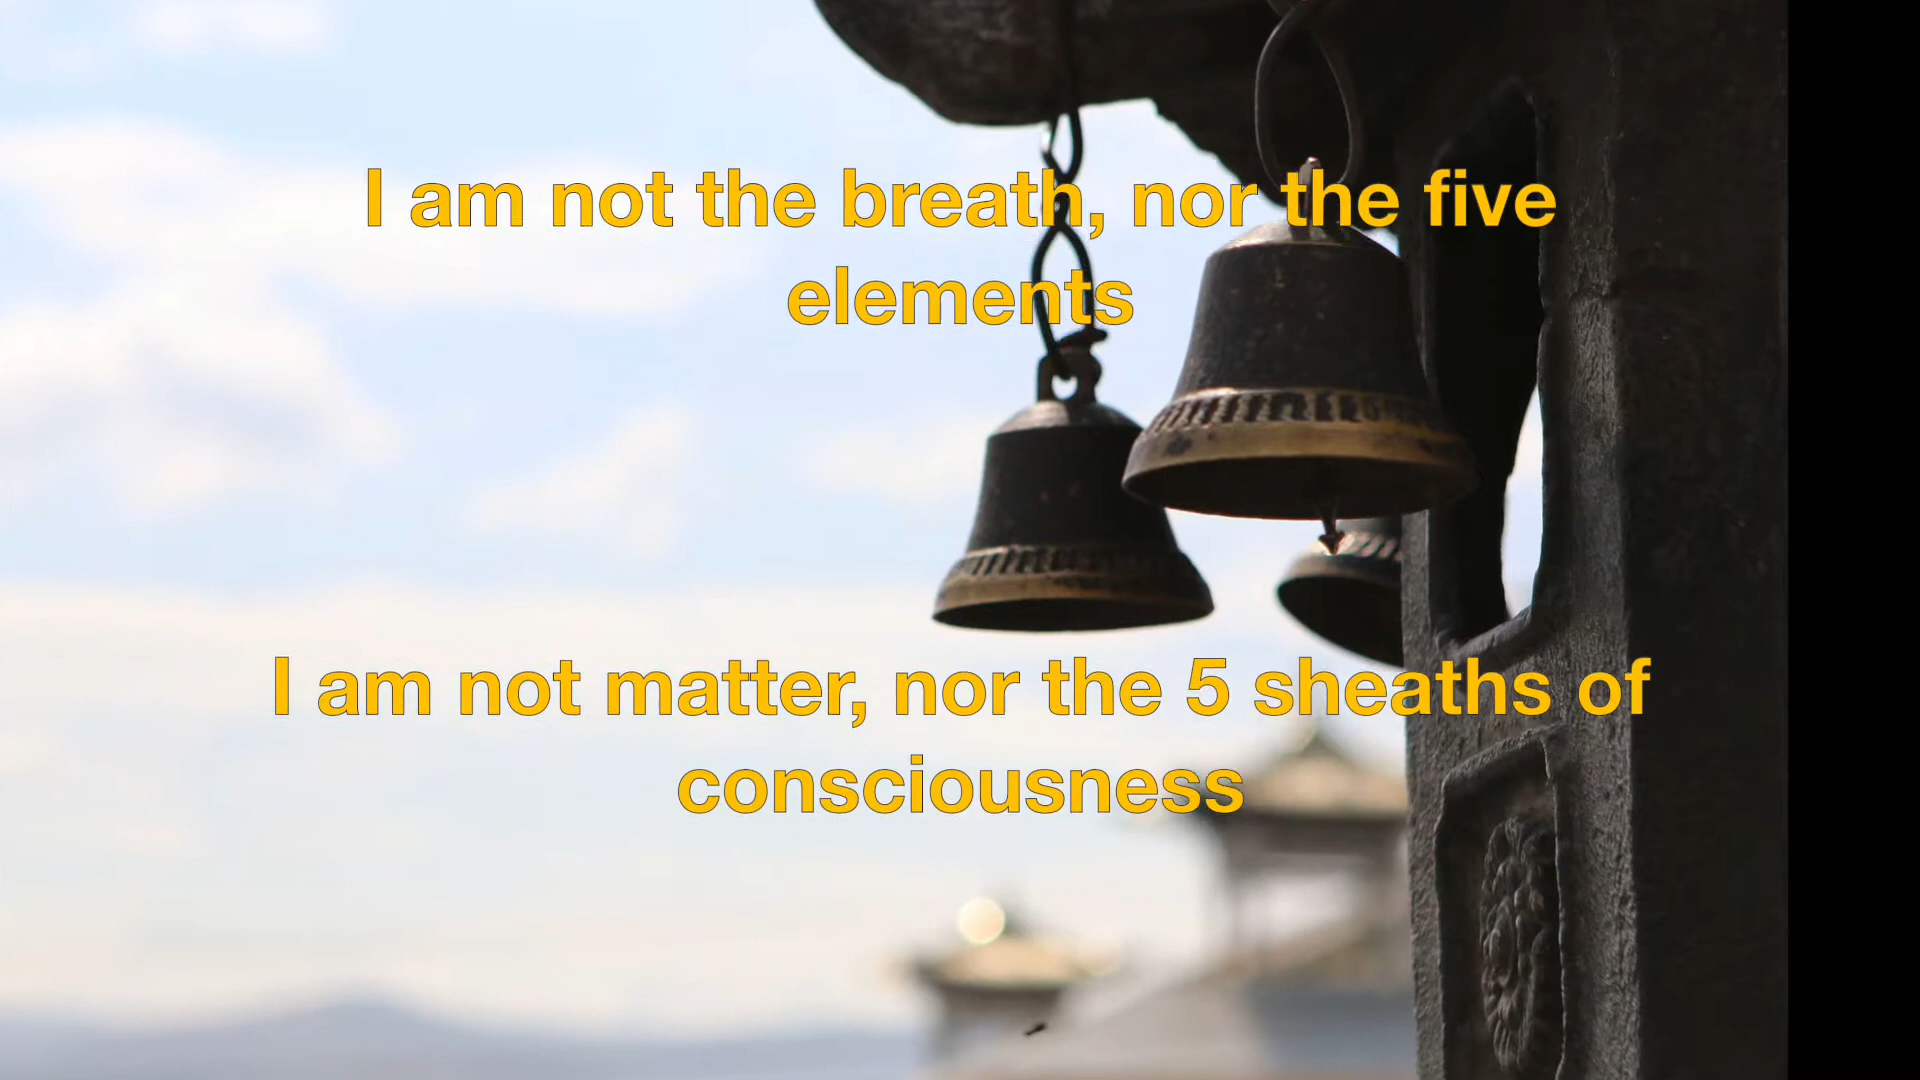 I am not the breath, nor the five
elements
I am not matter, nor the 5 sheaths of
consciousness